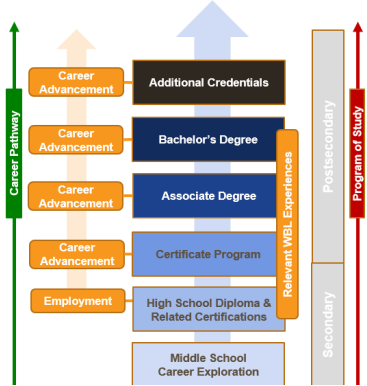 Career Pathway
Career
Advancement
Additional Credentials
Career
Advancement
Bachelor's Degree
Career
Advancement
Associate Degree
Career
Advancement
Certificate Program
Employment
High School Diploma &
Related Certifications
Middle School
Career Exploration
Relevant WBL Experiences
Postsecondary
Secondary
Program of Study